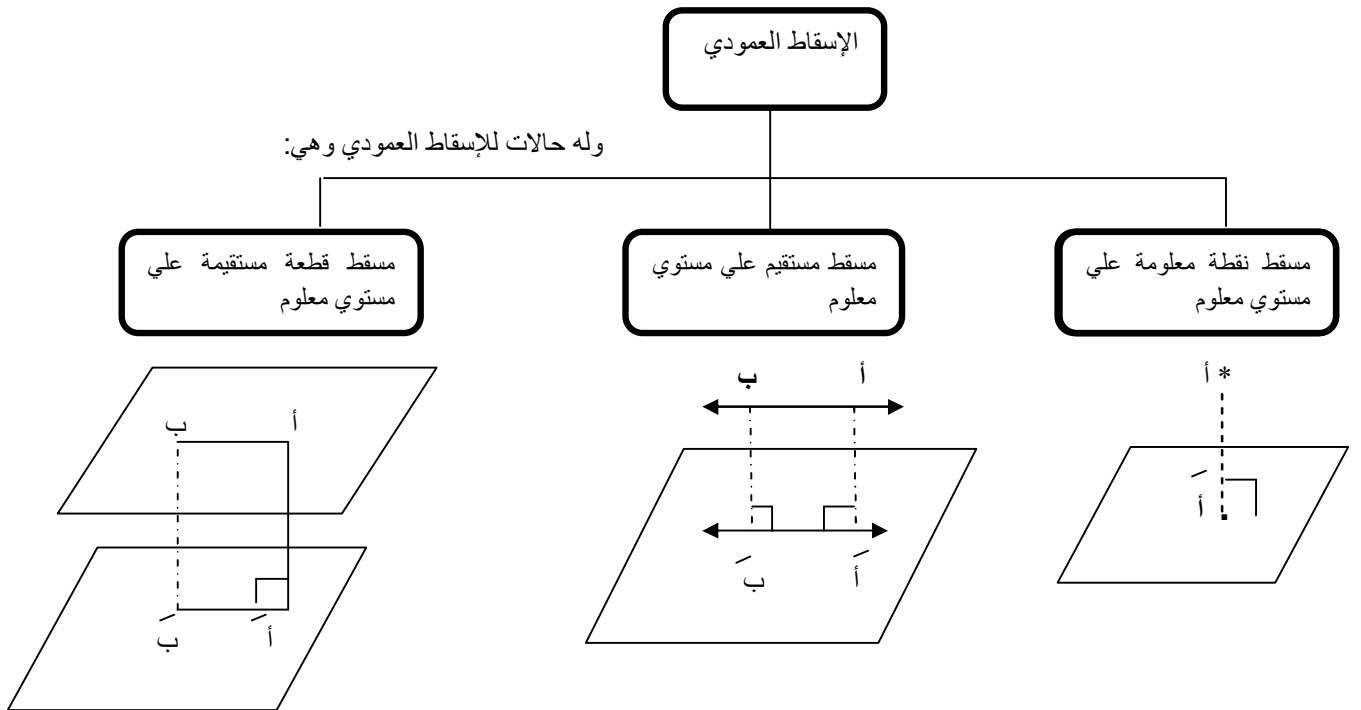 الإسقاط العمودي
وله حالات للإسقاط العمودي وهي:
مسقط نقطة معلومة علي
مستوي معلوم
مسقط مستقيم علي مستوي
معلوم
مسقط قطعة مستقيمة علي
مستوي معلوم
* أ
أَ
أ ب
أَ بَ
أ ب
أَ بَ